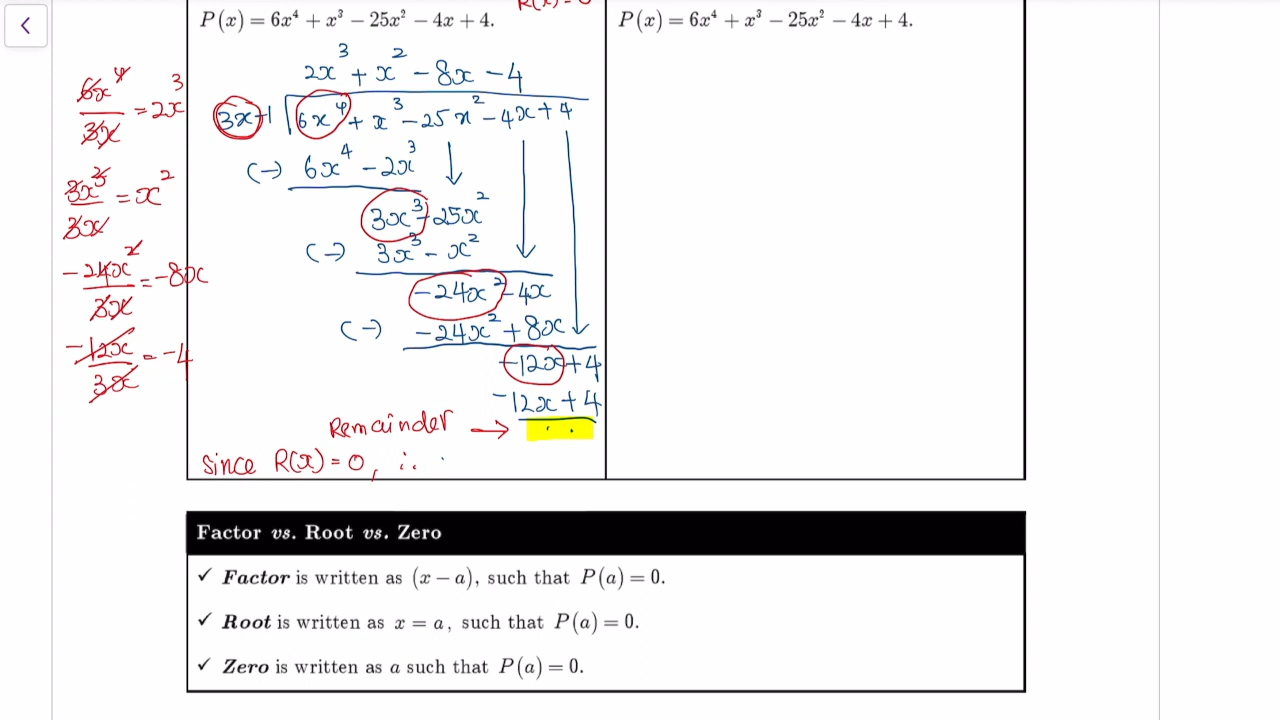 P(x) = 6x⁴ + x³ − 25x² − 4x + 4.
P(x) = 6x⁴ + x³ − 25x² − 4x + 4.
2x³ + x² − 8x − 4
3x−1 | 6x⁴ + x³ − 25x² − 4x + 4
(−) 6x⁴ − 2x³
3x³ − 25x²
(−) 3x³ − x²
−24x² − 4x
(−) −24x² + 8x
−12x + 4
−12x + 4
Remainder → . .
since R(x) = 0, ∴
6x⁴/3x = 2x³
3x³/3x = x²
−24x²/3x = −8x
−12x/3x = −4
Factor vs. Root vs. Zero
✓ Factor is written as (x − a), such that P(a) = 0.
✓ Root is written as x = a, such that P(a) = 0.
✓ Zero is written as a such that P(a) = 0.